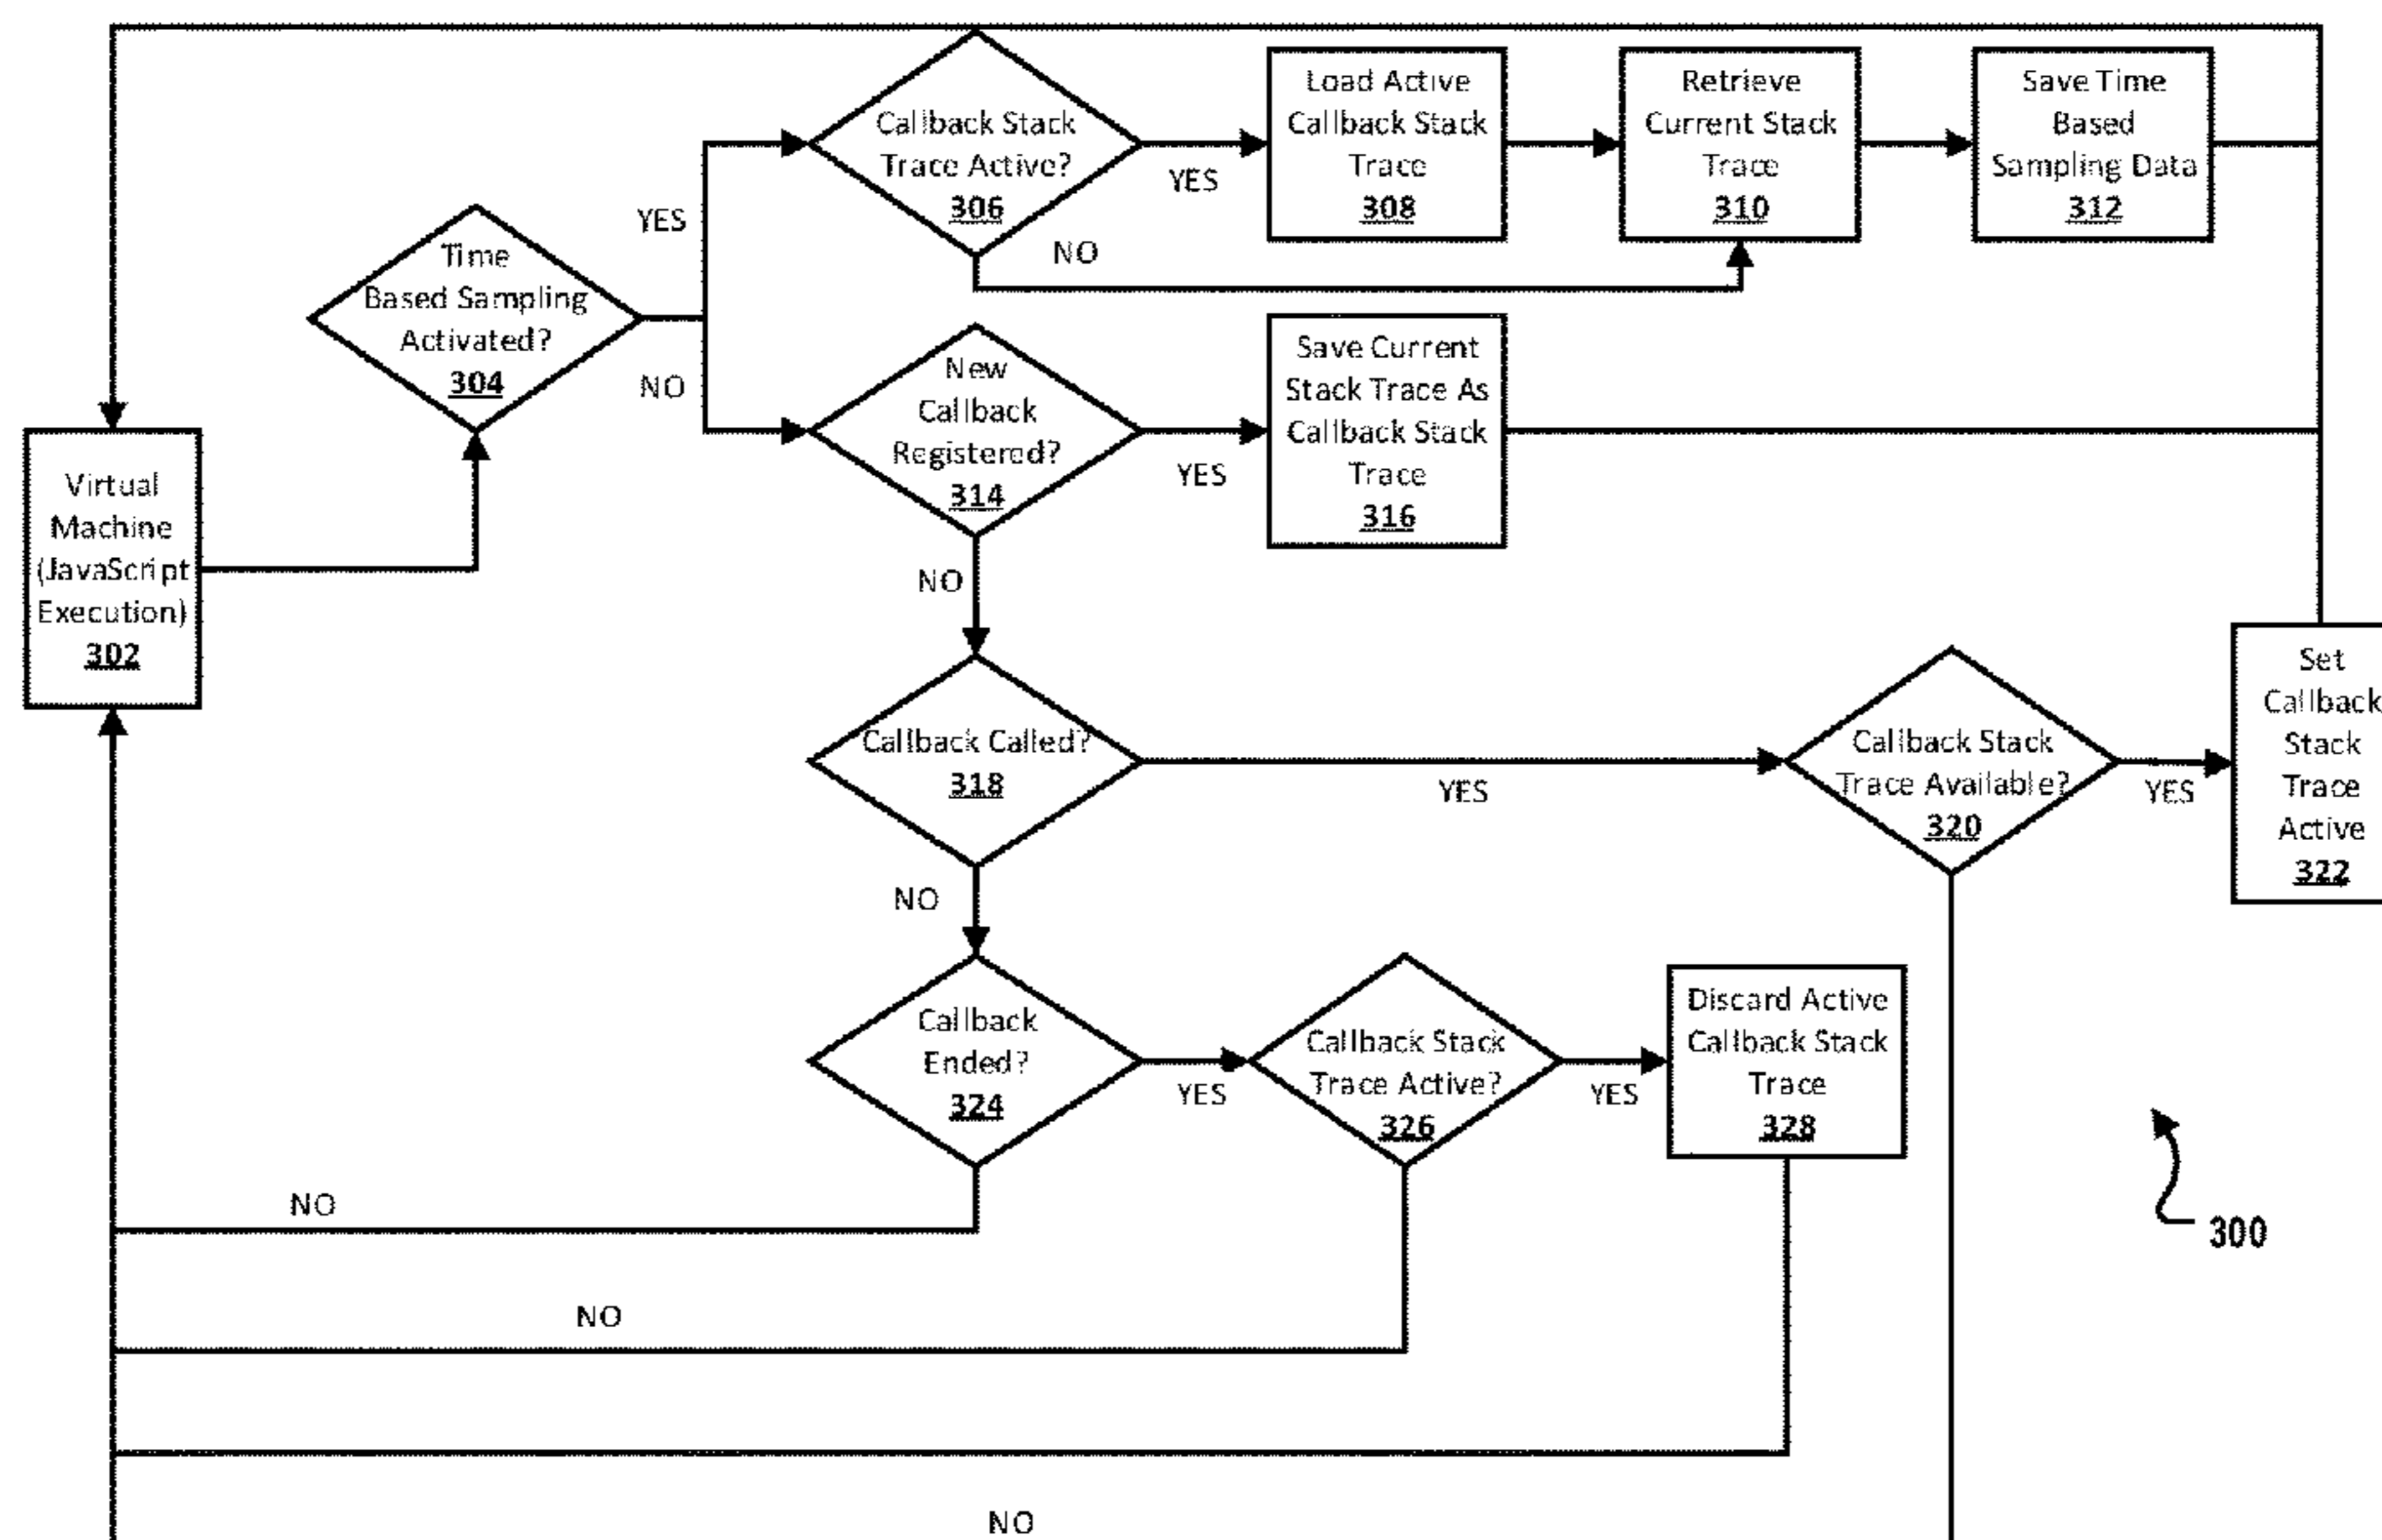 Callback Stack
Trace Active?
306
YES
NO
Load Active
Callback Stack
Trace
308
Retrieve
Current Stack
Trace
310
Save Time
Based
Sampling Data
312
Time
Based Sampling
Activated?
304
YES
NO
New
Callback
Registered?
314
YES
NO
Save Current
Stack Trace As
Callback Stack
Trace
316
Virtual
Machine
(JavaScript
Execution)
302
Callback Called?
318
YES
NO
Callback Stack
Trace Available?
320
YES
Set
Callback
Stack
Trace
Active
322
Callback
Ended?
324
YES
Callback Stack
Trace Active?
326
YES
Discard Active
Callback Stack
Trace
328
NO
300
NO
NO